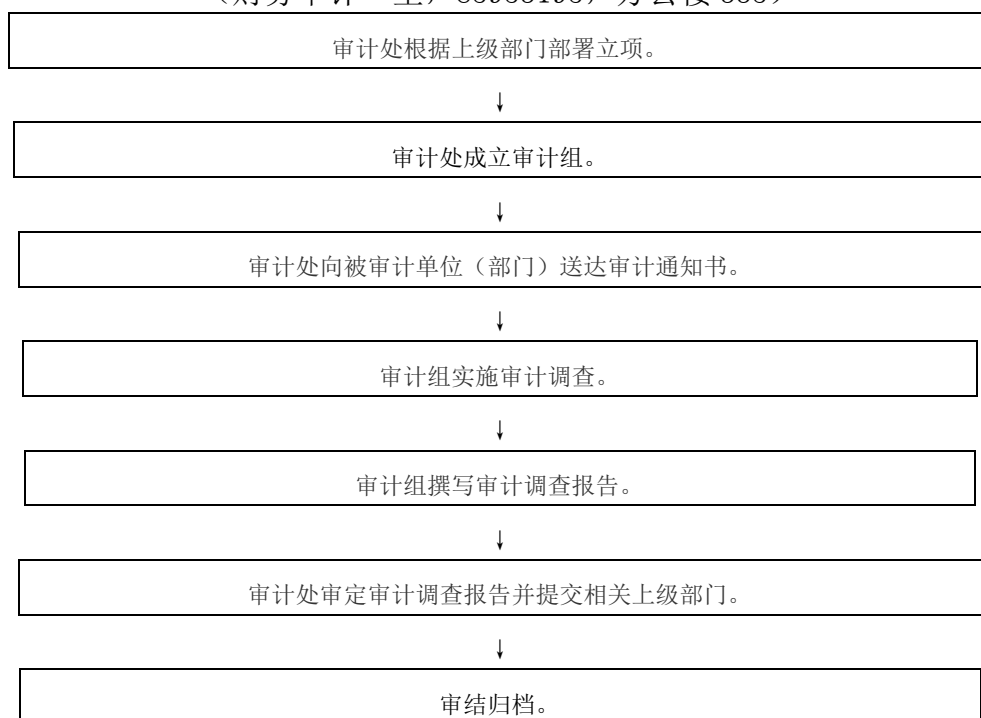 审计处根据上级部门部署立项。
↓
审计处成立审计组。
↓
审计处向被审计单位（部门）送达审计通知书。
↓
审计组实施审计调查。
↓
审计组撰写审计调查报告。
↓
审计处审定审计调查报告并提交相关上级部门。
↓
审结归档。